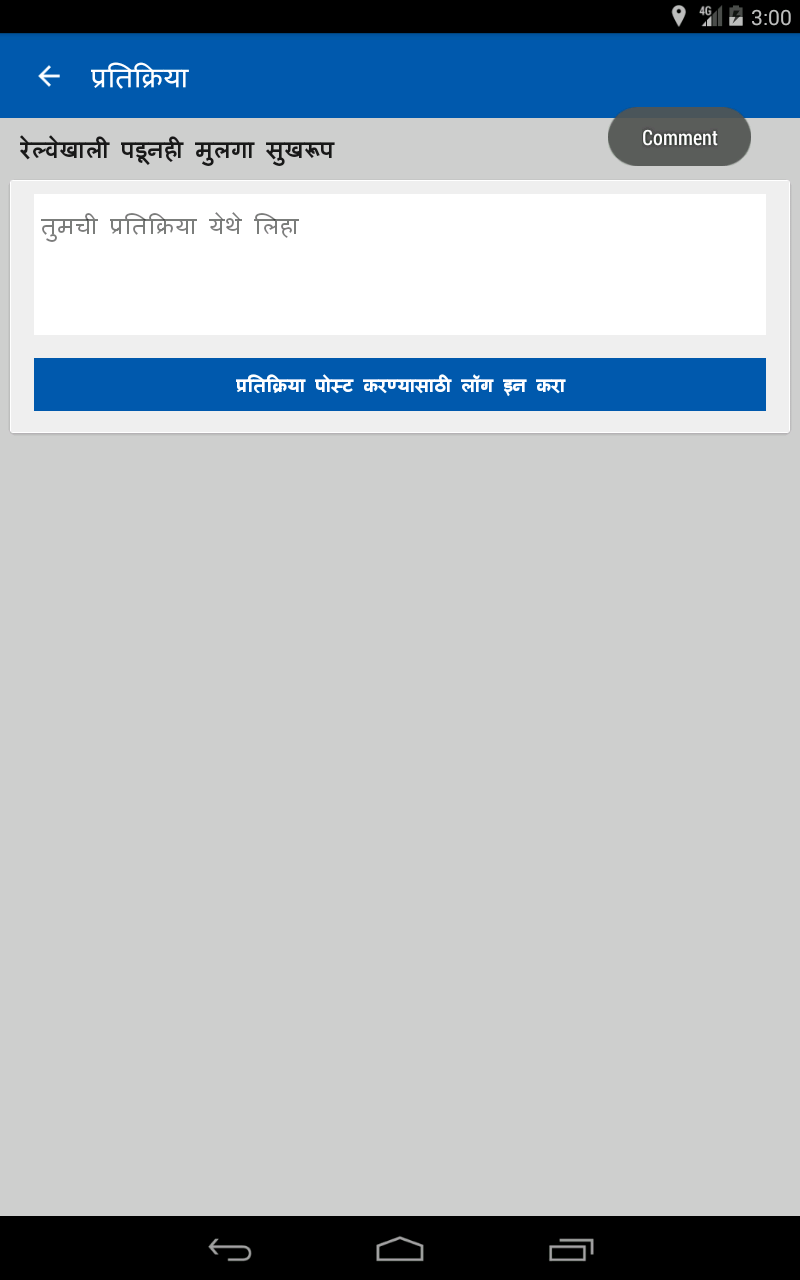 4G 3:00
प्रतिक्रिया
Comment
रेल्वेखाली पडूनही मुलगा सुखरूप
तुमची प्रतिक्रिया येथे लिहा
प्रतिक्रिया पोस्ट करण्यासाठी लॉग इन करा